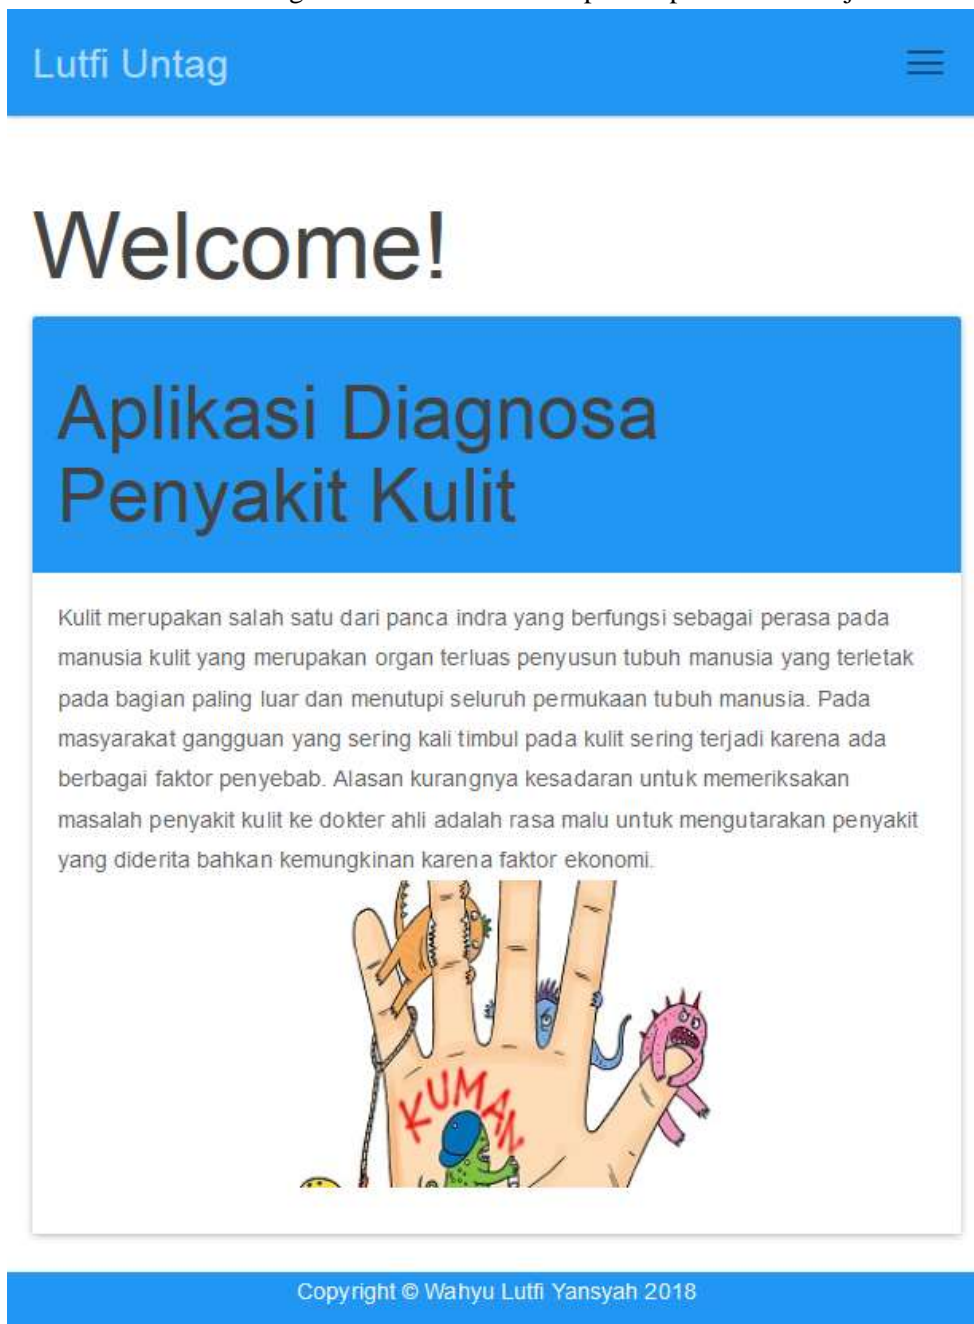 Lutfi Untag
Welcome!
Aplikasi Diagnosa
Penyakit Kulit
Kulit merupakan salah satu dari panca indra yang berfungsi sebagai perasa pada
manusia kulit yang merupakan organ terluas penyusun tubuh manusia yang terletak
pada bagian paling luar dan menutupi seluruh permukaan tubuh manusia. Pada
masyarakat gangguan yang sering kali timbul pada kulit sering terjadi karena ada
berbagai faktor penyebab. Alasan kurangnya kesadaran untuk memeriksakan
masalah penyakit kulit ke dokter ahli adalah rasa malu untuk mengutarakan penyakit
yang diderita bahkan kemungkinan karena faktor ekonomi.
KUMAN
Copyright © Wahyu Lutfi Yansyah 2018